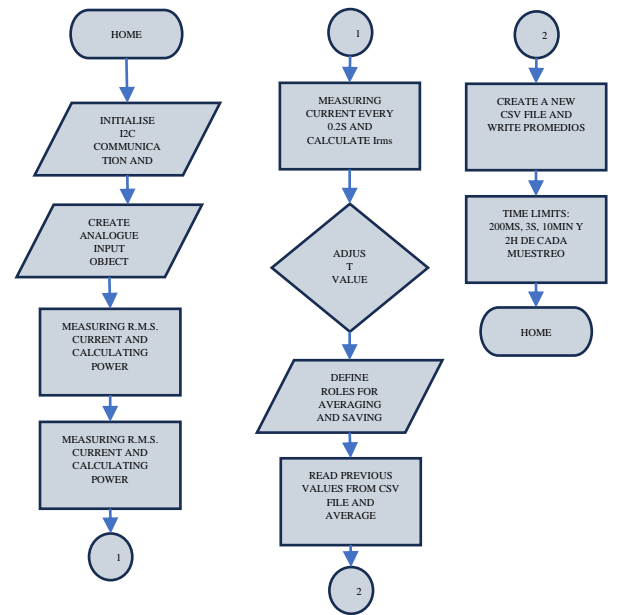 HOME
INITIALISE
I2C
COMMUNICA
TION AND
CREATE
ANALOGUE
INPUT
OBJECT
MEASURING R.M.S.
CURRENT AND
CALCULATING
POWER
MEASURING R.M.S.
CURRENT AND
CALCULATING
POWER
1
1
MEASURING
CURRENT EVERY
0.2S AND
CALCULATE Irms
ADJUS
T
VALUE
DEFINE
ROLES FOR
AVERAGING
AND SAVING
READ PREVIOUS
VALUES FROM CSV
FILE AND
AVERAGE
2
2
CREATE A NEW
CSV FILE AND
WRITE PROMEDIOS
TIME LIMITS:
200MS, 3S, 10MIN Y
2H DE CADA
MUESTREO
HOME